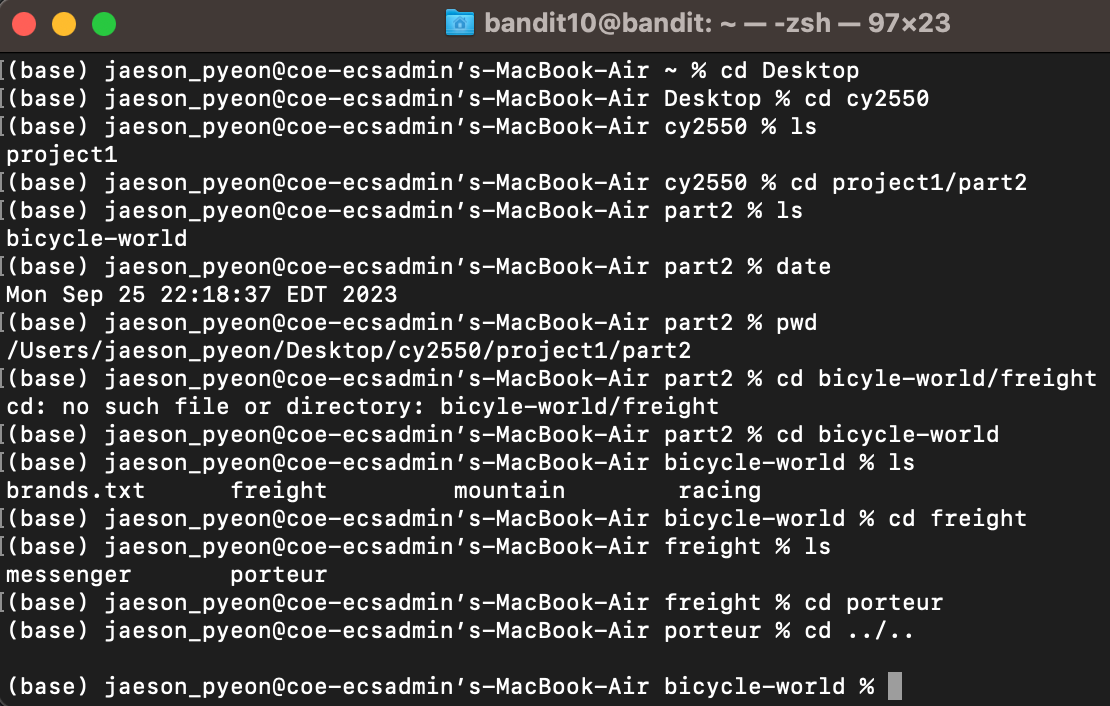 bandit10@bandit: ~ — -zsh — 97×23
[(base) jaeson_pyeon@coe-ecsadmin’s-MacBook-Air ~ % cd Desktop
[(base) jaeson_pyeon@coe-ecsadmin’s-MacBook-Air Desktop % cd cy2550
[(base) jaeson_pyeon@coe-ecsadmin’s-MacBook-Air cy2550 % ls
project1
[(base) jaeson_pyeon@coe-ecsadmin’s-MacBook-Air cy2550 % cd project1/part2
[(base) jaeson_pyeon@coe-ecsadmin’s-MacBook-Air part2 % ls
bicycle-world
[(base) jaeson_pyeon@coe-ecsadmin’s-MacBook-Air part2 % date
Mon Sep 25 22:18:37 EDT 2023
[(base) jaeson_pyeon@coe-ecsadmin’s-MacBook-Air part2 % pwd
/Users/jaeson_pyeon/Desktop/cy2550/project1/part2
[(base) jaeson_pyeon@coe-ecsadmin’s-MacBook-Air part2 % cd bicyle-world/freight
cd: no such file or directory: bicyle-world/freight
[(base) jaeson_pyeon@coe-ecsadmin’s-MacBook-Air part2 % cd bicycle-world
[(base) jaeson_pyeon@coe-ecsadmin’s-MacBook-Air bicycle-world % ls
brands.txt      freight         mountain        racing
[(base) jaeson_pyeon@coe-ecsadmin’s-MacBook-Air bicycle-world % cd freight
[(base) jaeson_pyeon@coe-ecsadmin’s-MacBook-Air freight % ls
messenger       porteur
[(base) jaeson_pyeon@coe-ecsadmin’s-MacBook-Air freight % cd porteur
(base) jaeson_pyeon@coe-ecsadmin’s-MacBook-Air porteur % cd ../..
(base) jaeson_pyeon@coe-ecsadmin’s-MacBook-Air bicycle-world %